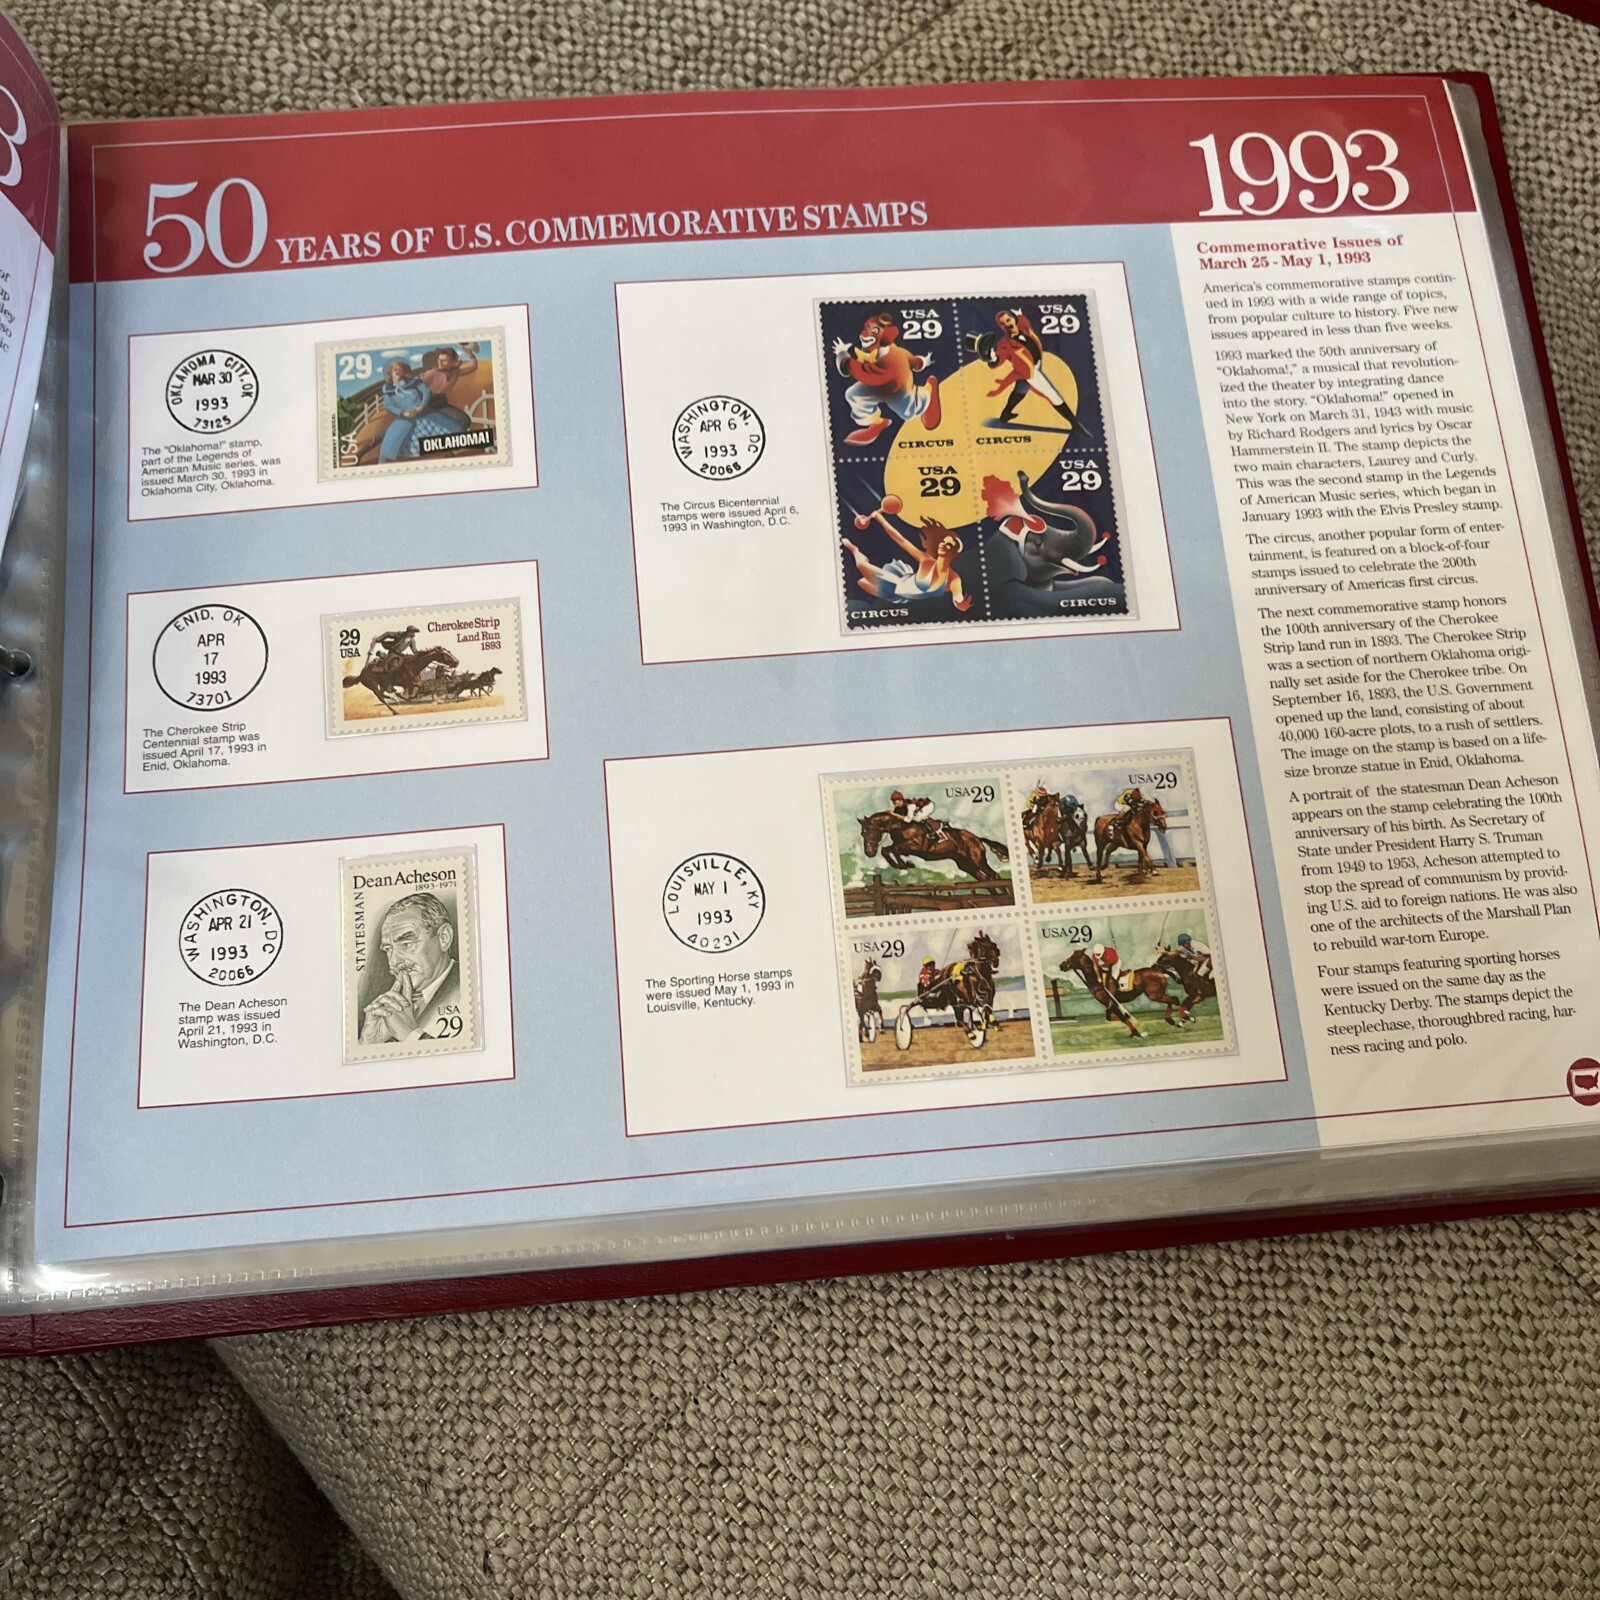 50 YEARS OF U.S. COMMEMORATIVE STAMPS
1993
OKLAHOMA CITY, OK
MAR 30
1993
73125
The "Oklahoma!" stamp,
part of the Legends of
American Music series, was
issued March 30, 1993 in
Oklahoma City, Oklahoma.
29
USA
OKLAHOMA!
ENID, OK
APR
17
1993
73701
The Cherokee Strip
Centennial stamp was
issued April 17, 1993 in
Enid, Oklahoma.
29
USA
Cherokee Strip
Land Run
1893
WASHINGTON, DC
APR 21
1993
20066
The Dean Acheson
stamp was issued
April 21, 1993 in
Washington, D.C.
Dean Acheson
1893-1971
STATESMAN
USA
29
WASHINGTON, DC
APR 6
1993
20066
The Circus Bicentennial
stamps were issued April 6,
1993 in Washington, D.C.
USA
29
CIRCUS
USA
29
CIRCUS
USA
29
CIRCUS
USA
29
CIRCUS
LOUISVILLE, KY
MAY 1
1993
40231
The Sporting Horse stamps
were issued May 1, 1993 in
Louisville, Kentucky.
USA29
USA29
USA29
USA29
Commemorative Issues of
March 25 - May 1, 1993
America's commemorative stamps contin-
ued in 1993 with a wide range of topics,
from popular culture to history. Five new
issues appeared in less than five weeks.
1993 marked the 50th anniversary of
"Oklahoma!," a musical that revolution-
ized the theater by integrating dance
into the story. "Oklahoma!" opened in
New York on March 31, 1943 with music
by Richard Rodgers and lyrics by Oscar
Hammerstein II. The stamp depicts the
two main characters, Laurey and Curly.
This was the second stamp in the Legends
of American Music series, which began in
January 1993 with the Elvis Presley stamp.
The circus, another popular form of enter-
tainment, is featured on a block-of-four
stamps issued to celebrate the 200th
anniversary of Americas first circus.
The next commemorative stamp honors
the 100th anniversary of the Cherokee
Strip land run in 1893. The Cherokee Strip
was a section of northern Oklahoma origi-
nally set aside for the Cherokee tribe. On
September 16, 1893, the U.S. Government
opened up the land, consisting of about
40,000 160-acre plots, to a rush of settlers.
The image on the stamp is based on a life-
size bronze statue in Enid, Oklahoma.
A portrait of the statesman Dean Acheson
appears on the stamp celebrating the 100th
anniversary of his birth. As Secretary of
State under President Harry S. Truman
from 1949 to 1953, Acheson attempted to
stop the spread of communism by provid-
ing U.S. aid to foreign nations. He was also
one of the architects of the Marshall Plan
to rebuild war-torn Europe.
Four stamps featuring sporting horses
were issued on the same day as the
Kentucky Derby. The stamps depict the
steeplechase, thoroughbred racing, har-
ness racing and polo.